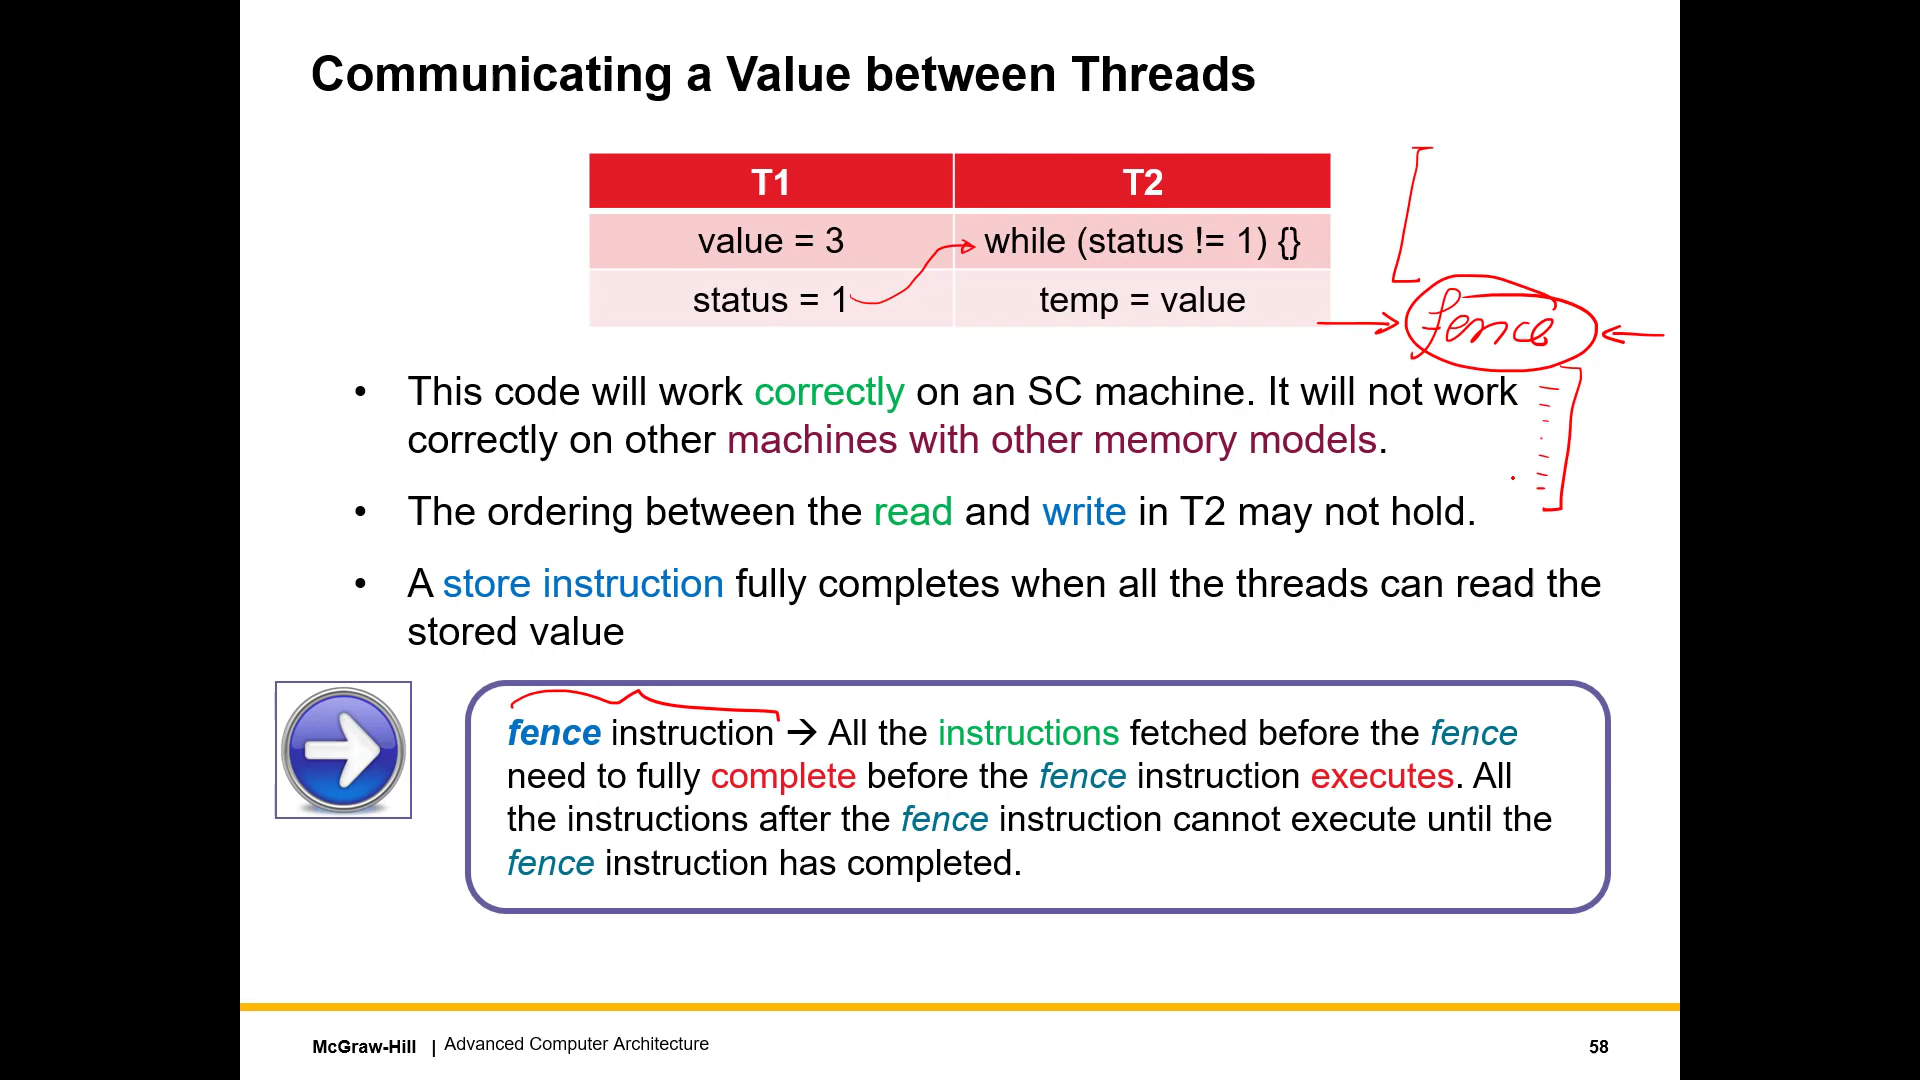 Communicating a Value between Threads
T1 T2
value = 3 while (status != 1) {}
status = 1 temp = value
fence
• This code will work correctly on an SC machine. It will not work
correctly on other machines with other memory models.
• The ordering between the read and write in T2 may not hold.
• A store instruction fully completes when all the threads can read the
stored value
fence instruction → All the instructions fetched before the fence
need to fully complete before the fence instruction executes. All
the instructions after the fence instruction cannot execute until the
fence instruction has completed.
McGraw-Hill | Advanced Computer Architecture 58